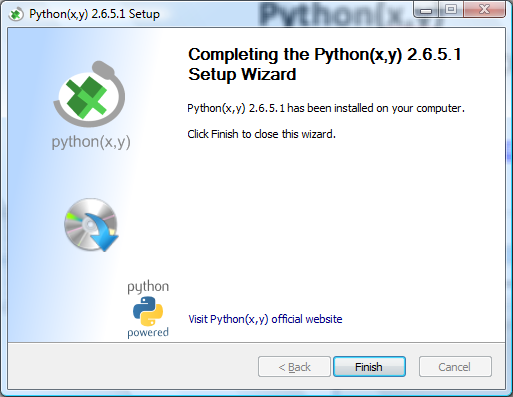 Python(x,y) 2.6.5.1 Setup
Completing the Python(x,y) 2.6.5.1
Setup Wizard
Python(x,y) 2.6.5.1 has been installed on your computer.
Click Finish to close this wizard.
python(x,y)
python
powered
Visit Python(x,y) official website
< Back
Finish
Cancel